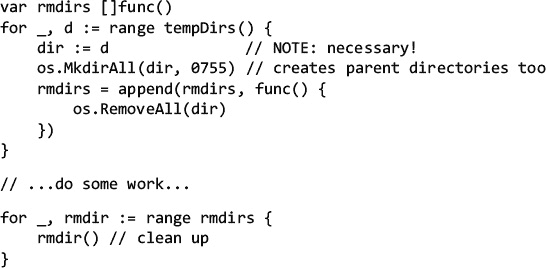 var rmdirs []func()
for _, d := range tempDirs() {
    dir := d               // NOTE: necessary!
    os.MkdirAll(dir, 0755) // creates parent directories too
    rmdirs = append(rmdirs, func() {
        os.RemoveAll(dir)
    })
}
// ...do some work...
for _, rmdir := range rmdirs {
    rmdir() // clean up
}